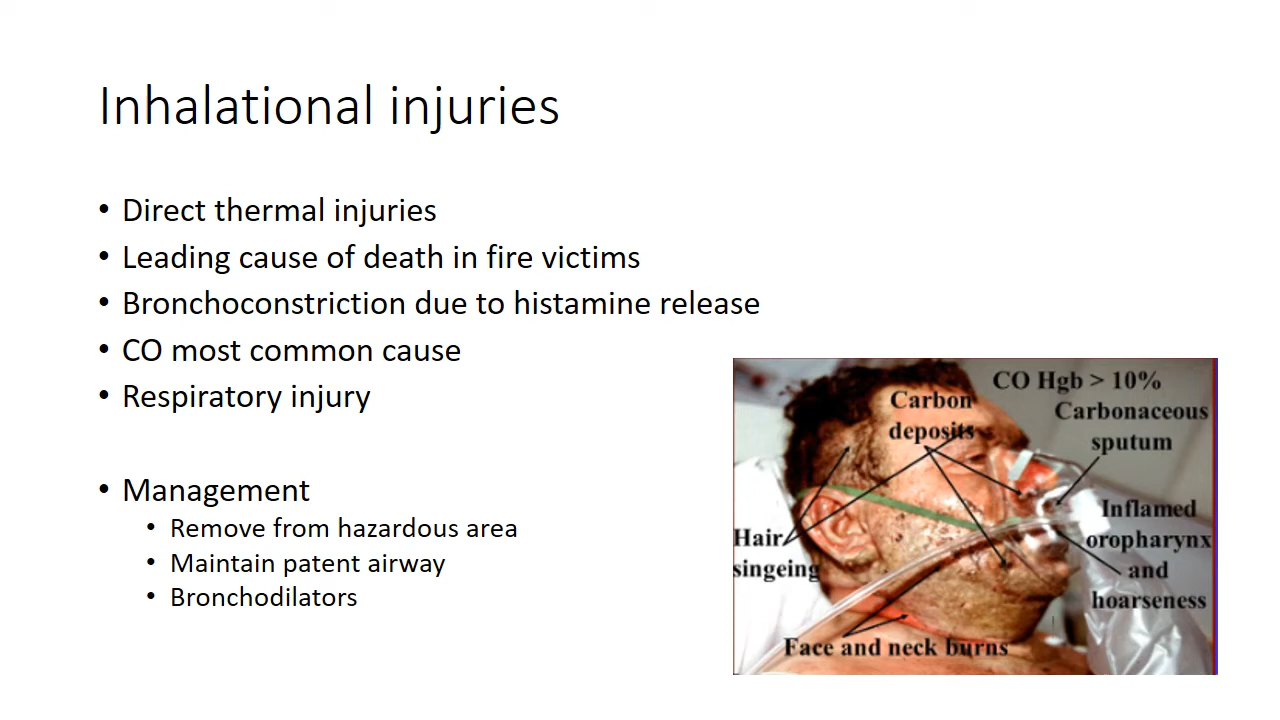 Inhalational injuries
• Direct thermal injuries
• Leading cause of death in fire victims
• Bronchoconstriction due to histamine release
• CO most common cause
• Respiratory injury
• Management
• Remove from hazardous area
• Maintain patent airway
• Bronchodilators
CO Hgb > 10%
Carbon
deposits
Carbonaceous
sputum
Hair
singeing
Inflamed
oropharynx
and
hoarseness
Face and neck burns